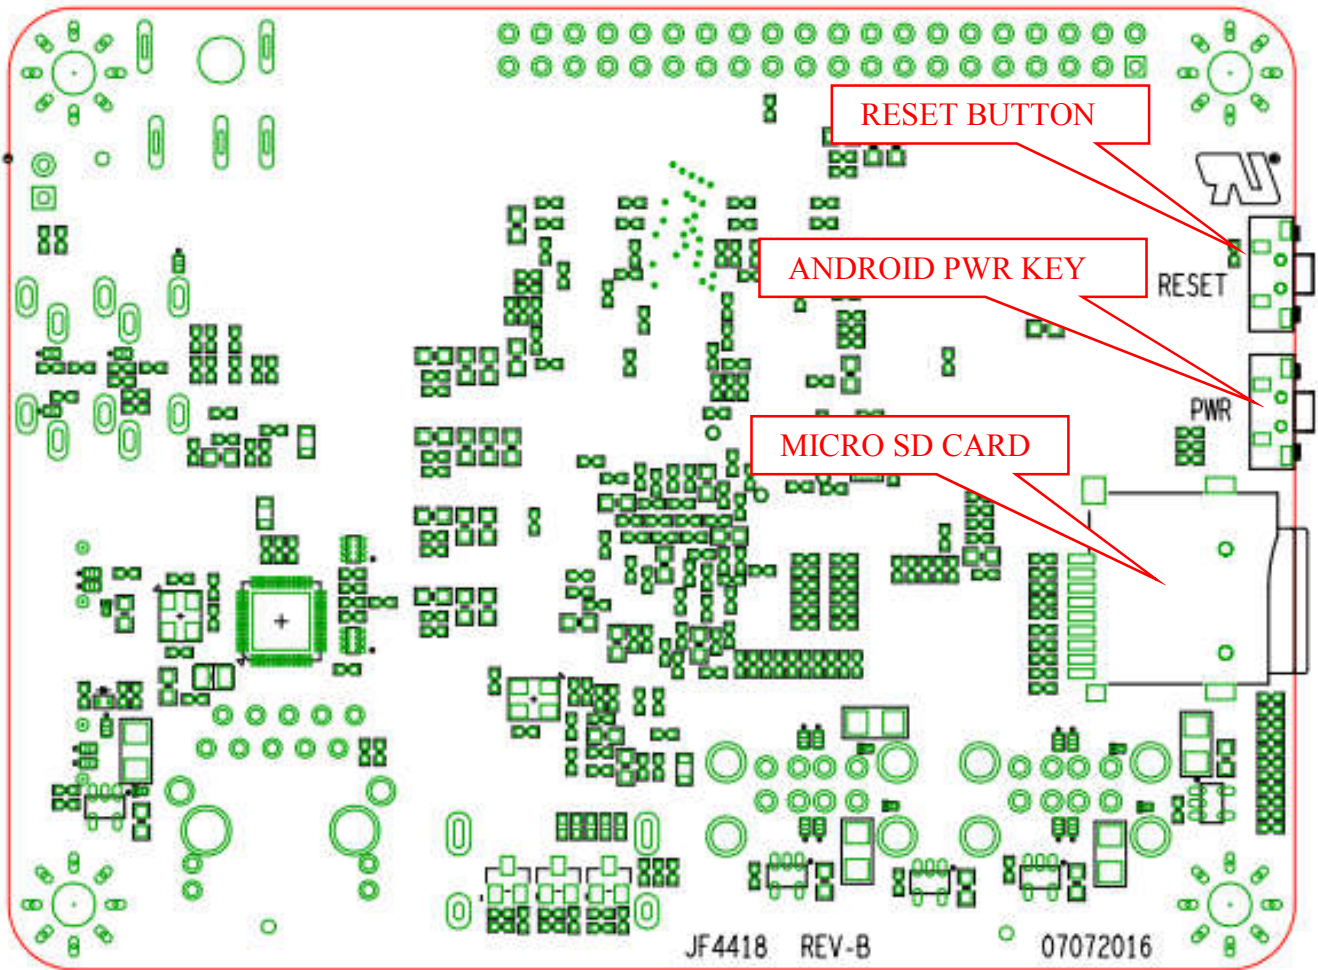 RESET BUTTON
ANDROID PWR KEY
RESET
PWR
MICRO SD CARD
JF4418 REV-B 07072016